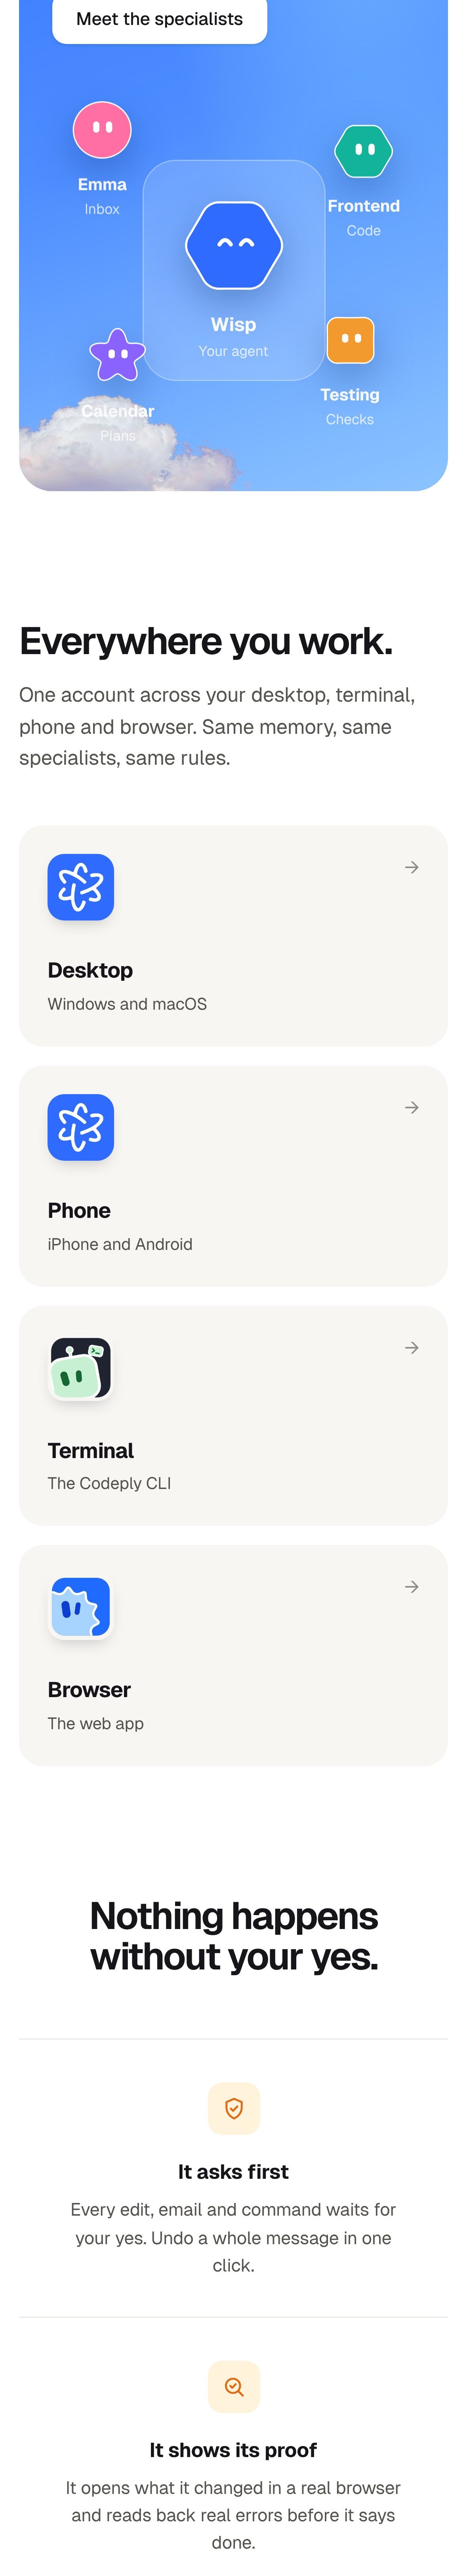 Meet the specialists
Emma
Inbox
Frontend
Code
Wisp
Your agent
Calendar
Plans
Testing
Checks
Everywhere you work.
One account across your desktop, terminal,
phone and browser. Same memory, same
specialists, same rules.
Desktop
Windows and macOS
Phone
iPhone and Android
Terminal
The Codeply CLI
Browser
The web app
Nothing happens
without your yes.
It asks first
Every edit, email and command waits for
your yes. Undo a whole message in one
click.
It shows its proof
It opens what it changed in a real browser
and reads back real errors before it says
done.